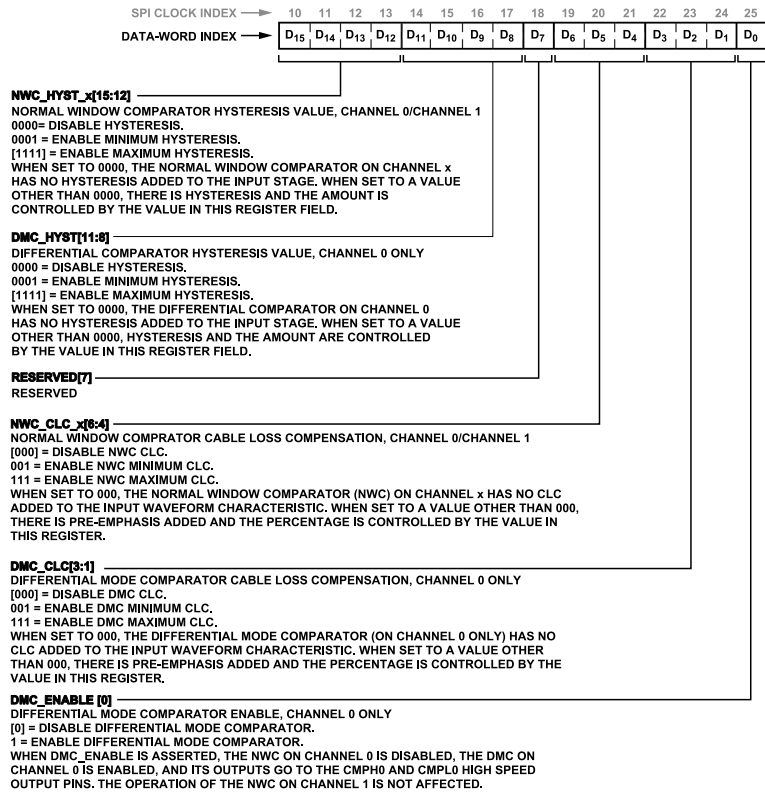 SPI CLOCK INDEX 10 11 12 13 14 15 16 17 18 19 20 21 22 23 24 25
DATA-WORD INDEX D15 D14 D13 D12 D11 D10 D9 D8 D7 D6 D5 D4 D3 D2 D1 D0
NWC_HYST_x[15:12]
NORMAL WINDOW COMPARATOR HYSTERESIS VALUE, CHANNEL 0/CHANNEL 1
0000= DISABLE HYSTERESIS.
0001 = ENABLE MINIMUM HYSTERESIS.
[1111] = ENABLE MAXIMUM HYSTERESIS.
WHEN SET TO 0000, THE NORMAL WINDOW COMPARATOR ON CHANNEL x
HAS NO HYSTERESIS ADDED TO THE INPUT STAGE. WHEN SET TO A VALUE
OTHER THAN 0000, THERE IS HYSTERESIS AND THE AMOUNT IS
CONTROLLED BY THE VALUE IN THIS REGISTER FIELD.
DMC_HYST[11:8]
DIFFERENTIAL COMPARATOR HYSTERESIS VALUE, CHANNEL 0 ONLY
0000 = DISABLE HYSTERESIS.
0001 = ENABLE MINIMUM HYSTERESIS.
[1111] = ENABLE MAXIMUM HYSTERESIS.
WHEN SET TO 0000, THE DIFFERENTIAL COMPARATOR ON CHANNEL 0
HAS NO HYSTERESIS ADDED TO THE INPUT STAGE. WHEN SET TO A VALUE
OTHER THAN 0000, HYSTERESIS AND THE AMOUNT ARE CONTROLLED
BY THE VALUE IN THIS REGISTER FIELD.
RESERVED[7]
RESERVED
NWC_CLC_x[6:4]
NORMAL WINDOW COMPRATOR CABLE LOSS COMPENSATION, CHANNEL 0/CHANNEL 1
[000] = DISABLE NWC CLC.
001 = ENABLE NWC MINIMUM CLC.
111 = ENABLE NWC MAXIMUM CLC.
WHEN SET TO 000, THE NORMAL WINDOW COMPARATOR (NWC) ON CHANNEL x HAS NO CLC
ADDED TO THE INPUT WAVEFORM CHARACTERISTIC. WHEN SET TO A VALUE OTHER THAN 000,
THERE IS PRE-EMPHASIS ADDED AND THE PERCENTAGE IS CONTROLLED BY THE VALUE IN
THIS REGISTER.
DMC_CLC[3:1]
DIFFERENTIAL MODE COMPARATOR CABLE LOSS COMPENSATION, CHANNEL 0 ONLY
[000] = DISABLE DMC CLC.
001 = ENABLE DMC MINIMUM CLC.
111 = ENABLE DMC MAXIMUM CLC.
WHEN SET TO 000, THE DIFFERENTIAL MODE COMPARATOR (ON CHANNEL 0 ONLY) HAS NO
CLC ADDED TO THE INPUT WAVEFORM CHARACTERISTIC. WHEN SET TO A VALUE OTHER
THAN 000, THERE IS PRE-EMPHASIS ADDED AND THE PERCENTAGE IS CONTROLLED BY THE
VALUE IN THIS REGISTER.
DMC_ENABLE [0]
DIFFERENTIAL MODE COMPARATOR ENABLE, CHANNEL 0 ONLY
[0] = DISABLE DIFFERENTIAL MODE COMPARATOR.
1 = ENABLE DIFFERENTIAL MODE COMPARATOR.
WHEN DMC_ENABLE IS ASSERTED, THE NWC ON CHANNEL 0 IS DISABLED, THE DMC ON
CHANNEL 0 IS ENABLED, AND ITS OUTPUTS GO TO THE CMPH0 AND CMPL0 HIGH SPEED
OUTPUT PINS. THE OPERATION OF THE NWC ON CHANNEL 1 IS NOT AFFECTED.